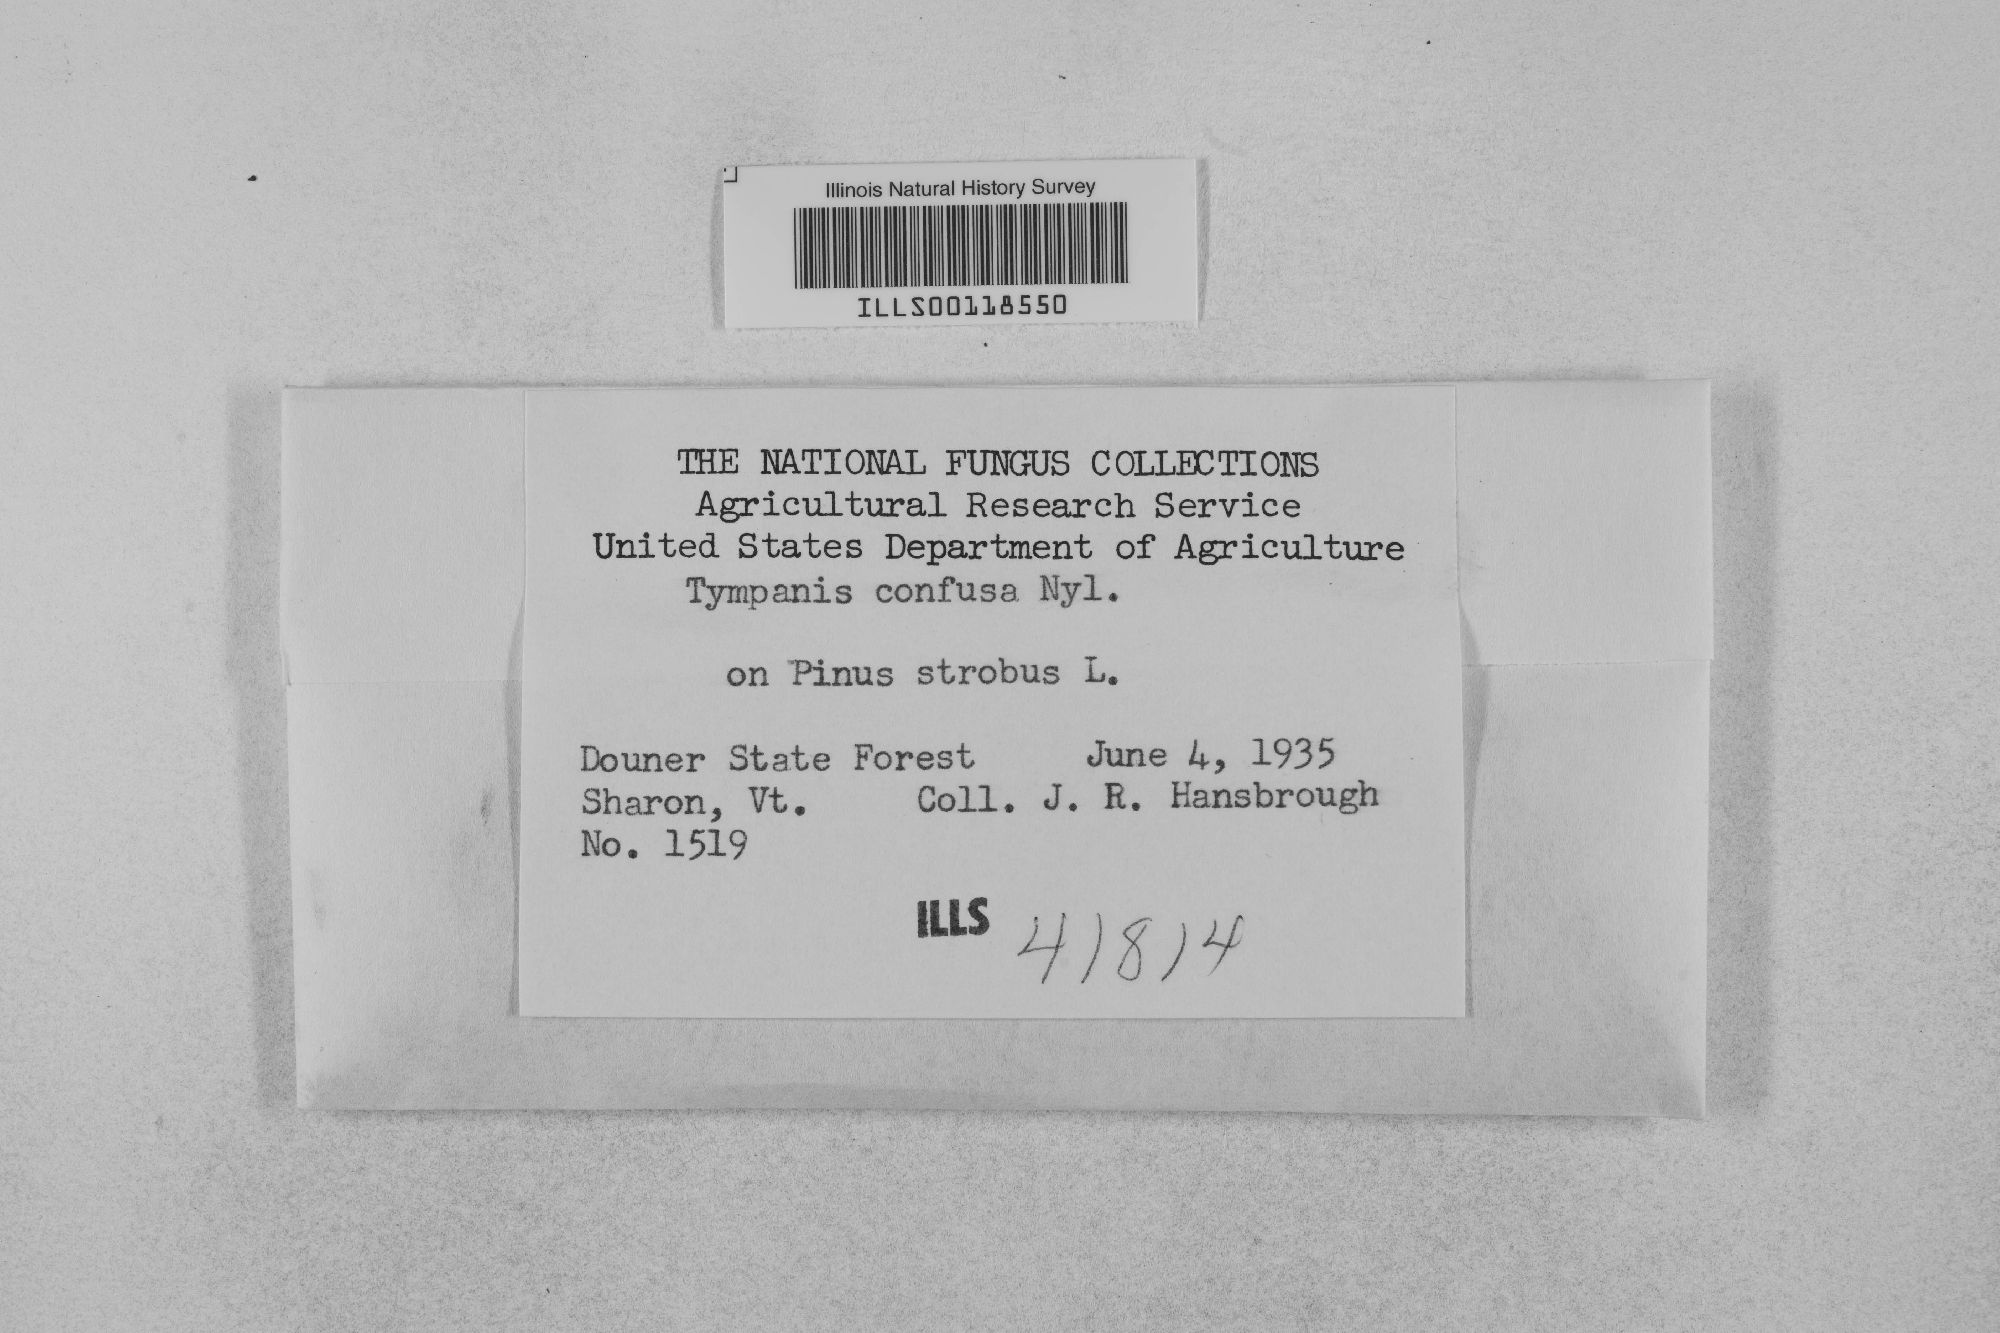 Illinois Natural History Survey
ILLS00118550
THE NATIONAL FUNGUS COLLECTIONS
Agricultural Research Service
United States Department of Agriculture
Tympanis confusa Nyl.
on Pinus strobus L.
Douner State Forest June 4, 1935
Sharon, Vt. Coll. J. R. Hansbrough
No. 1519
ILLS 41814